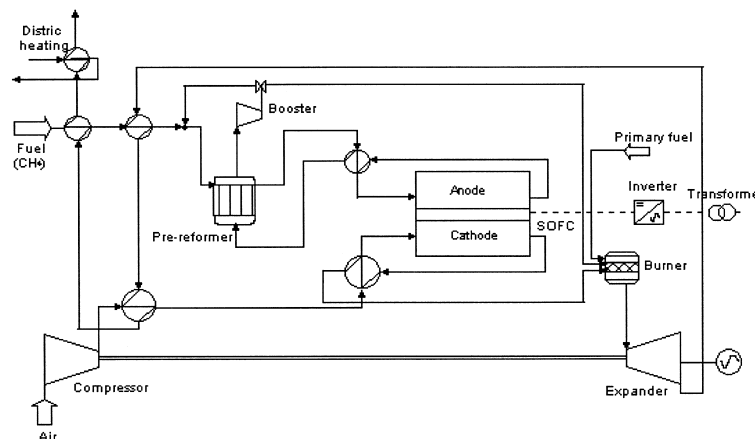 Distric
heating
Fuel
(CH4)
Booster
Pre-reformer
Anode
Cathode
SOFC
Primary fuel
Inverter
Transforme
Burner
Compressor
Expander
Air